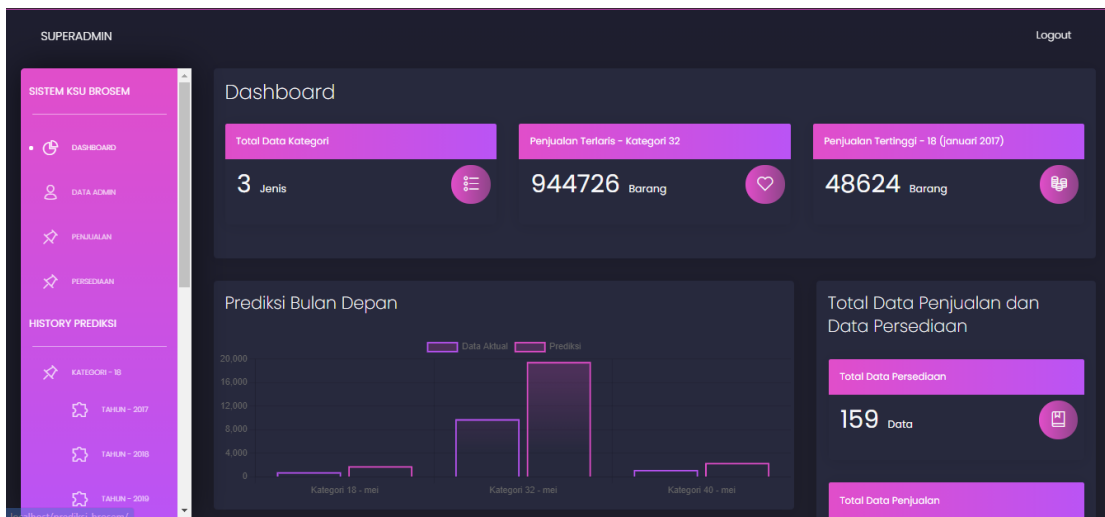 SUPERADMIN
Logout
SISTEM KSU BROSEM
DASHBOARD
DATA ADMIN
PENJUALAN
PERSEDIAAN
HISTORY PREDIKSI
KATEGORI - 18
TAHUN - 2017
TAHUN - 2018
TAHUN - 2019
Dashboard
Total Data Kategori
3 Jenis
Penjualan Terlaris - Kategori 32
944726 Barang
Penjualan Tertinggi - 18 (januari 2017)
48624 Barang
Prediksi Bulan Depan
Data Aktual
Prediksi
20,000
16,000
12,000
8,000
4,000
0
Kategori 18 - mei
Kategori 32 - mei
Kategori 40 - mei
Total Data Penjualan dan
Data Persediaan
Total Data Persediaan
159 Data
Total Data Penjualan